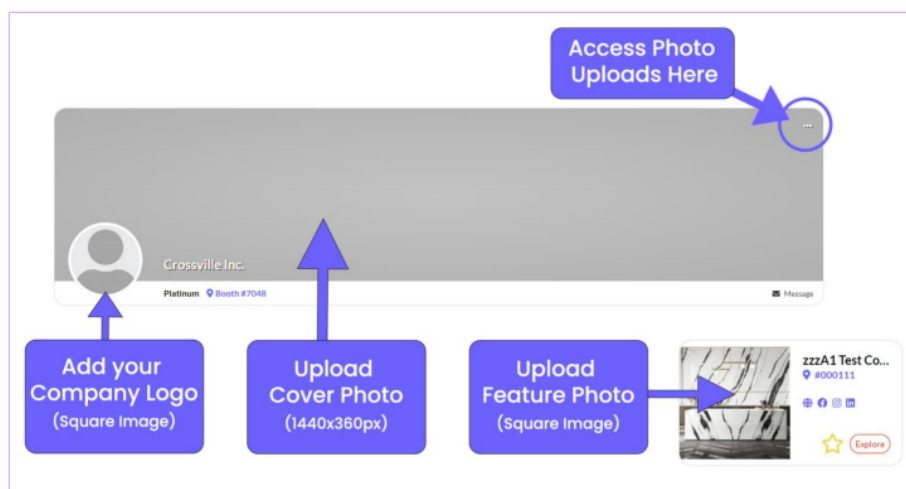 Access Photo
Uploads Here
...
Crossville Inc.
Platinum Booth #7048
Message
Add your
Company Logo
(Square Image)
Upload
Cover Photo
(1440x360px)
Upload
Feature Photo
(Square Image)
zzzA1 Test Co...
#000111
Explore